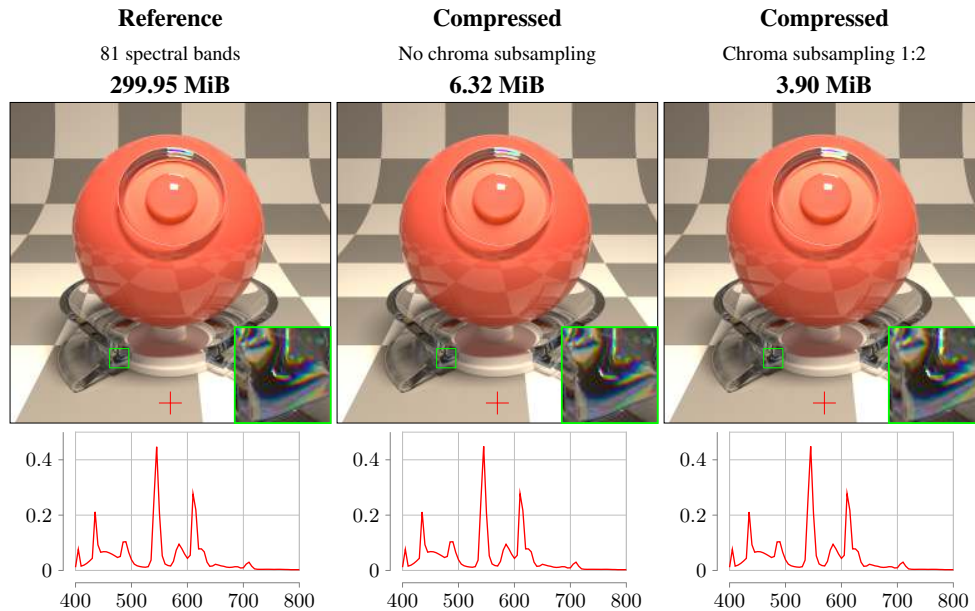 Reference
81 spectral bands
299.95 MiB
Compressed
No chroma subsampling
6.32 MiB
Compressed
Chroma subsampling 1:2
3.90 MiB
0.4
0.2
0
400 500 600 700 800
0.4
0.2
0
400 500 600 700 800
0.4
0.2
0
400 500 600 700 800